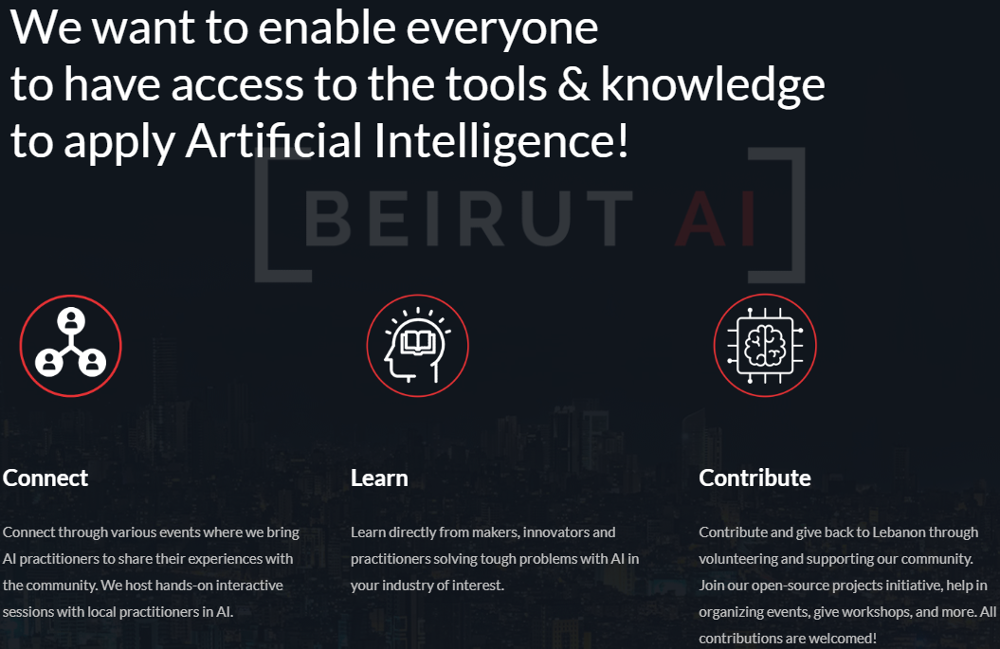 We want to enable everyone
to have access to the tools & knowledge
to apply Artificial Intelligence!
BEIRUT AI
Connect
Connect through various events where we bring
AI practitioners to share their experiences with
the community. We host hands-on interactive
sessions with local practitioners in AI.
Learn
Learn directly from makers, innovators and
practitioners solving tough problems with AI in
your industry of interest.
Contribute
Contribute and give back to Lebanon through
volunteering and supporting our community.
Join our open-source projects initiative, help in
organizing events, give workshops, and more. All
contributions are welcomed!